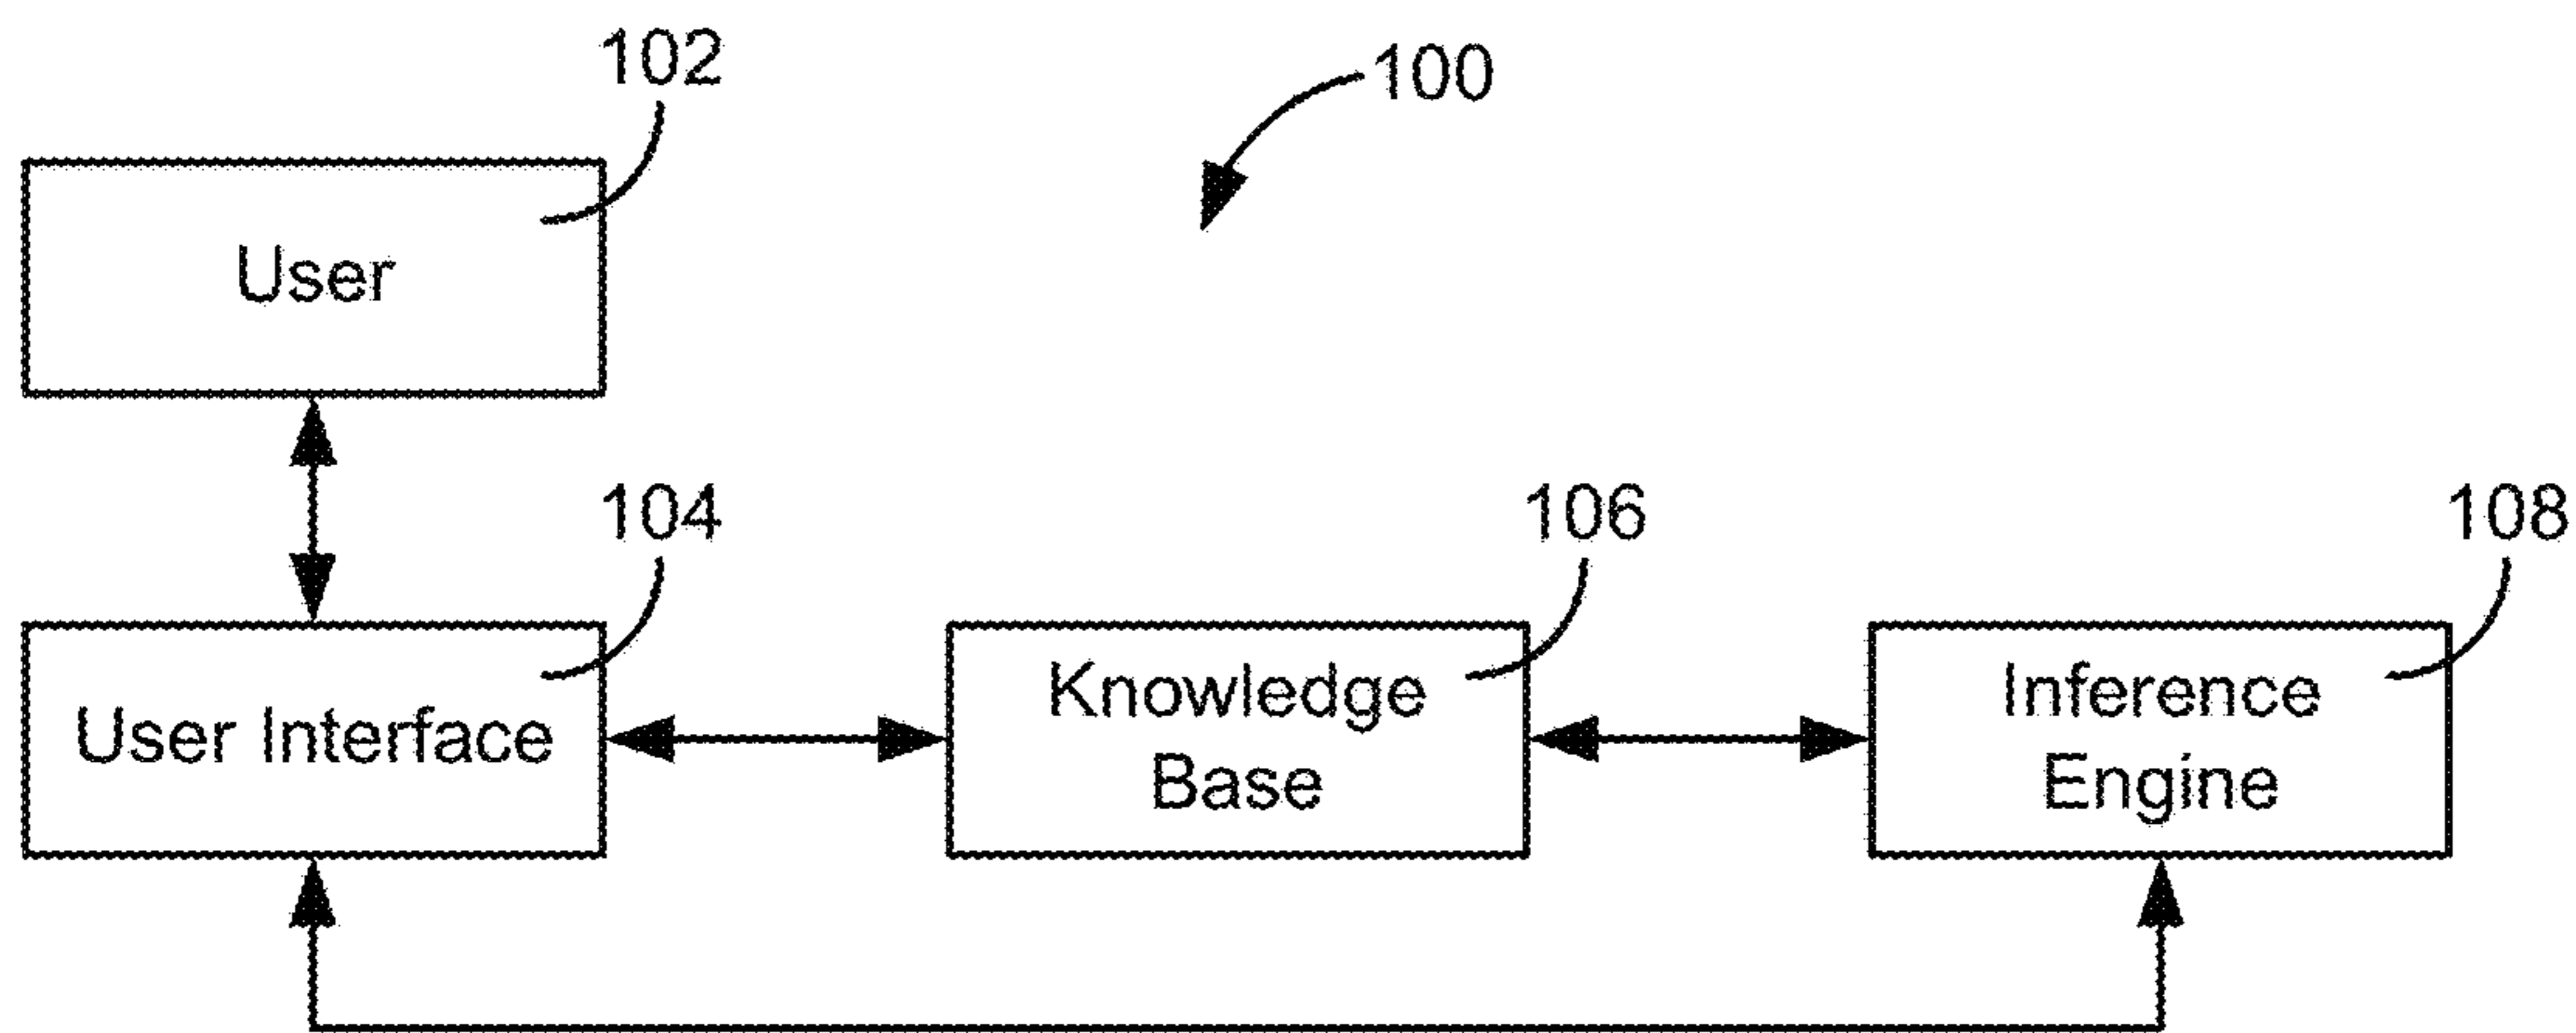 102
100
User
104
106
108
User Interface
Knowledge
Base
Inference
Engine